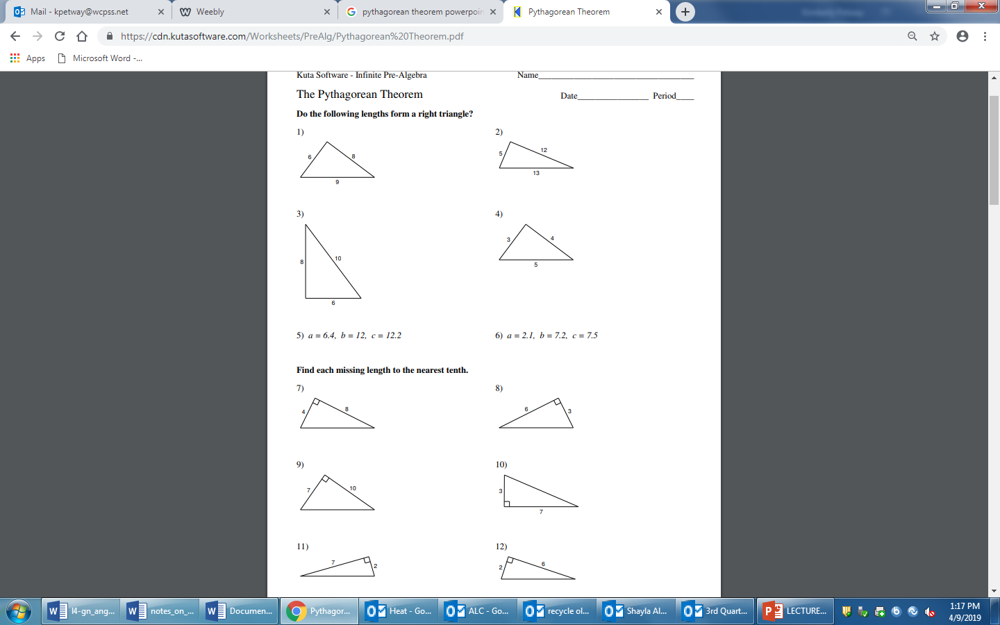 Mail - kpetway@wcpss.net
Weebly
pythagorean theorem powerpoin
Pythagorean Theorem
https://cdn.kutasoftware.com/Worksheets/PreAlg/Pythagorean%20Theorem.pdf
Apps
Microsoft Word -...
Kuta Software - Infinite Pre-Algebra
Name___________________________________
The Pythagorean Theorem
Date________________ Period____
Do the following lengths form a right triangle?
1)
6
8
9
2)
5
12
13
3)
8
10
6
4)
3
4
5
5) a = 6.4, b = 12, c = 12.2
6) a = 2.1, b = 7.2, c = 7.5
Find each missing length to the nearest tenth.
7)
4
8
8)
6
3
9)
7
10
10)
3
7
11)
7
2
12)
2
6
l4-gn_ang...
notes_on_...
Documen...
Pythagor...
Heat - Go...
ALC - Go...
recycle ol...
Shayla Al...
3rd Quart...
LECTURE...
1:17 PM
4/9/2019